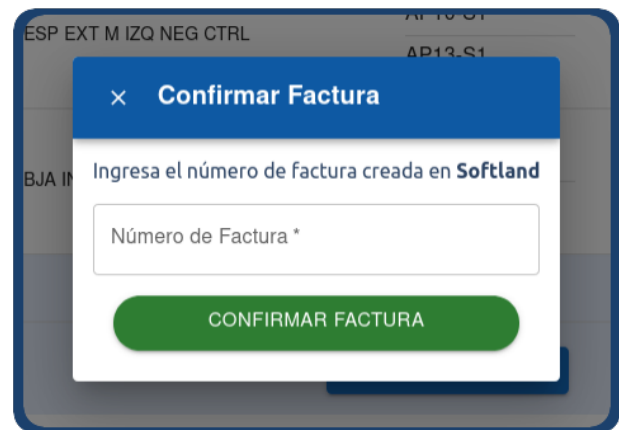 ESP EXT M IZQ NEG CTRL
AP13-S1
× Confirmar Factura
BJA
Ingresa el número de factura creada en Softland
Número de Factura *
CONFIRMAR FACTURA